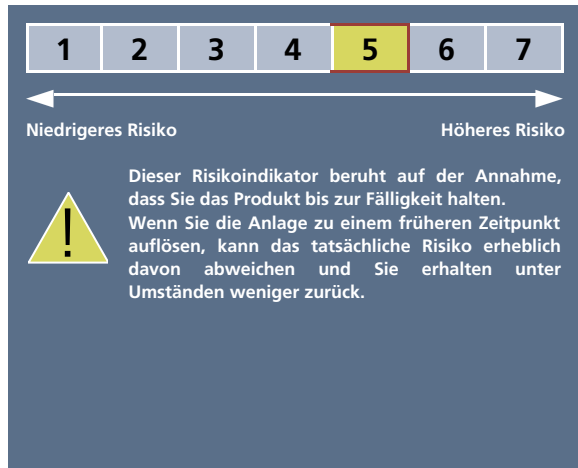 1 2 3 4 5 6 7
Niedrigeres Risiko Höheres Risiko
Dieser Risikoindikator beruht auf der Annahme,
dass Sie das Produkt bis zur Fälligkeit halten.
Wenn Sie die Anlage zu einem früheren Zeitpunkt
auflösen, kann das tatsächliche Risiko erheblich
davon abweichen und Sie erhalten unter
Umständen weniger zurück.
!